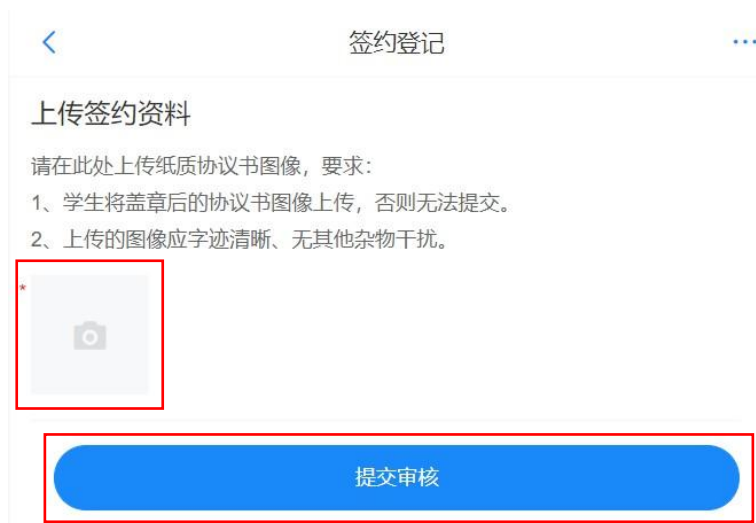 签约登记
上传签约资料
请在此处上传纸质协议书图像，要求：
1、学生将盖章后的协议书图像上传，否则无法提交。
2、上传的图像应字迹清晰、无其他杂物干扰。
*
提交审核